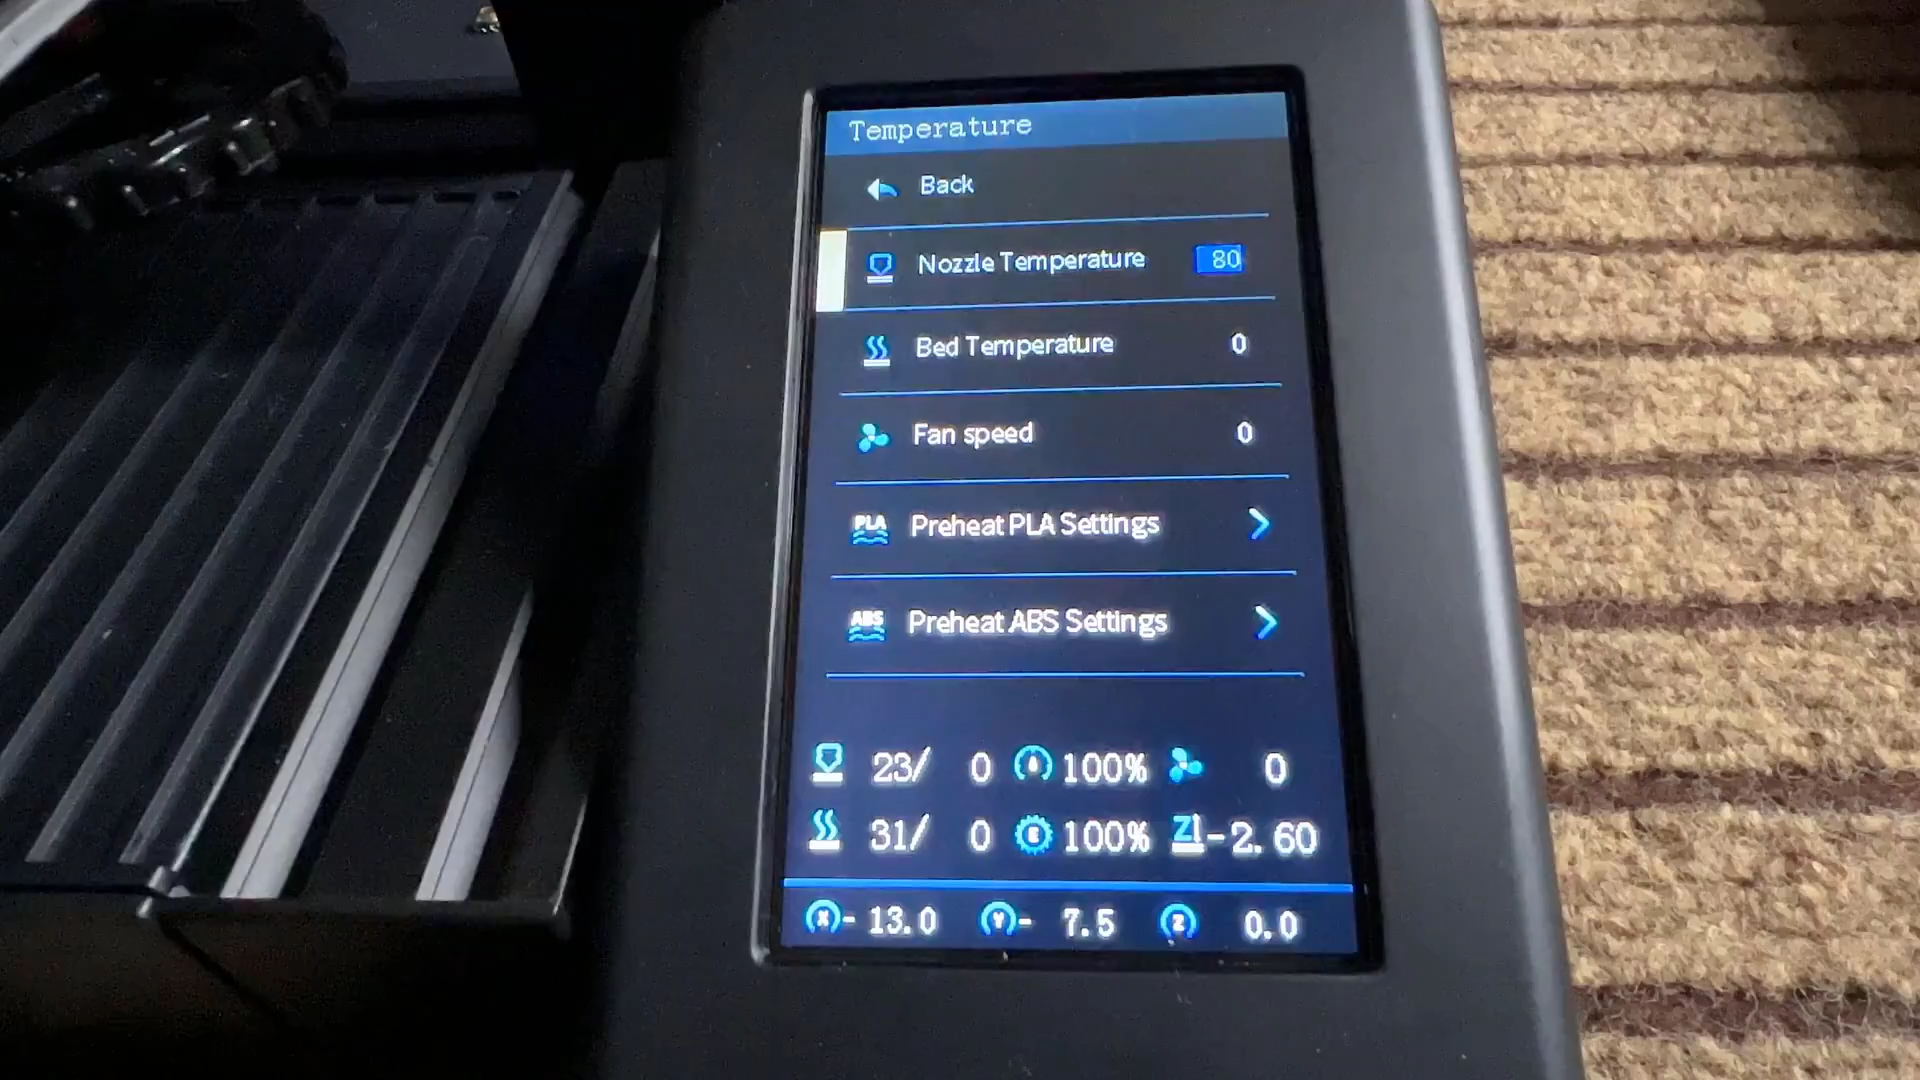 Temperature
Back
Nozzle Temperature 80
Bed Temperature 0
Fan speed 0
PLA Preheat PLA Settings
ABS Preheat ABS Settings
23/ 0 100% 0
31/ 0 E 100% Z -2.60
X - 13.0 Y - 7.5 Z 0.0